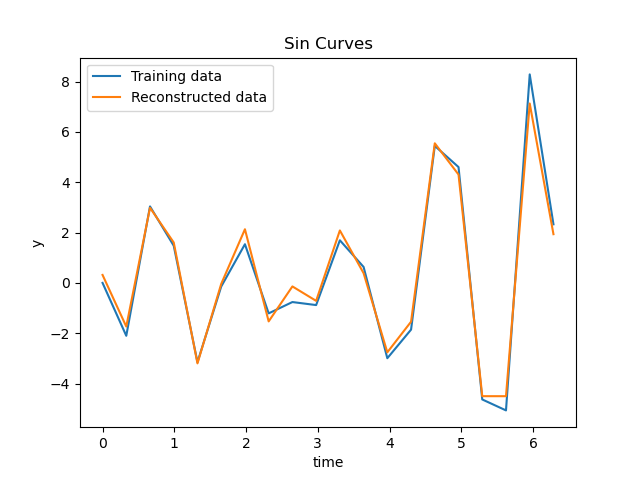 Sin Curves
Training data
Reconstructed data
8
6
4
2
0
−2
−4
y
0 1 2 3 4 5 6
time